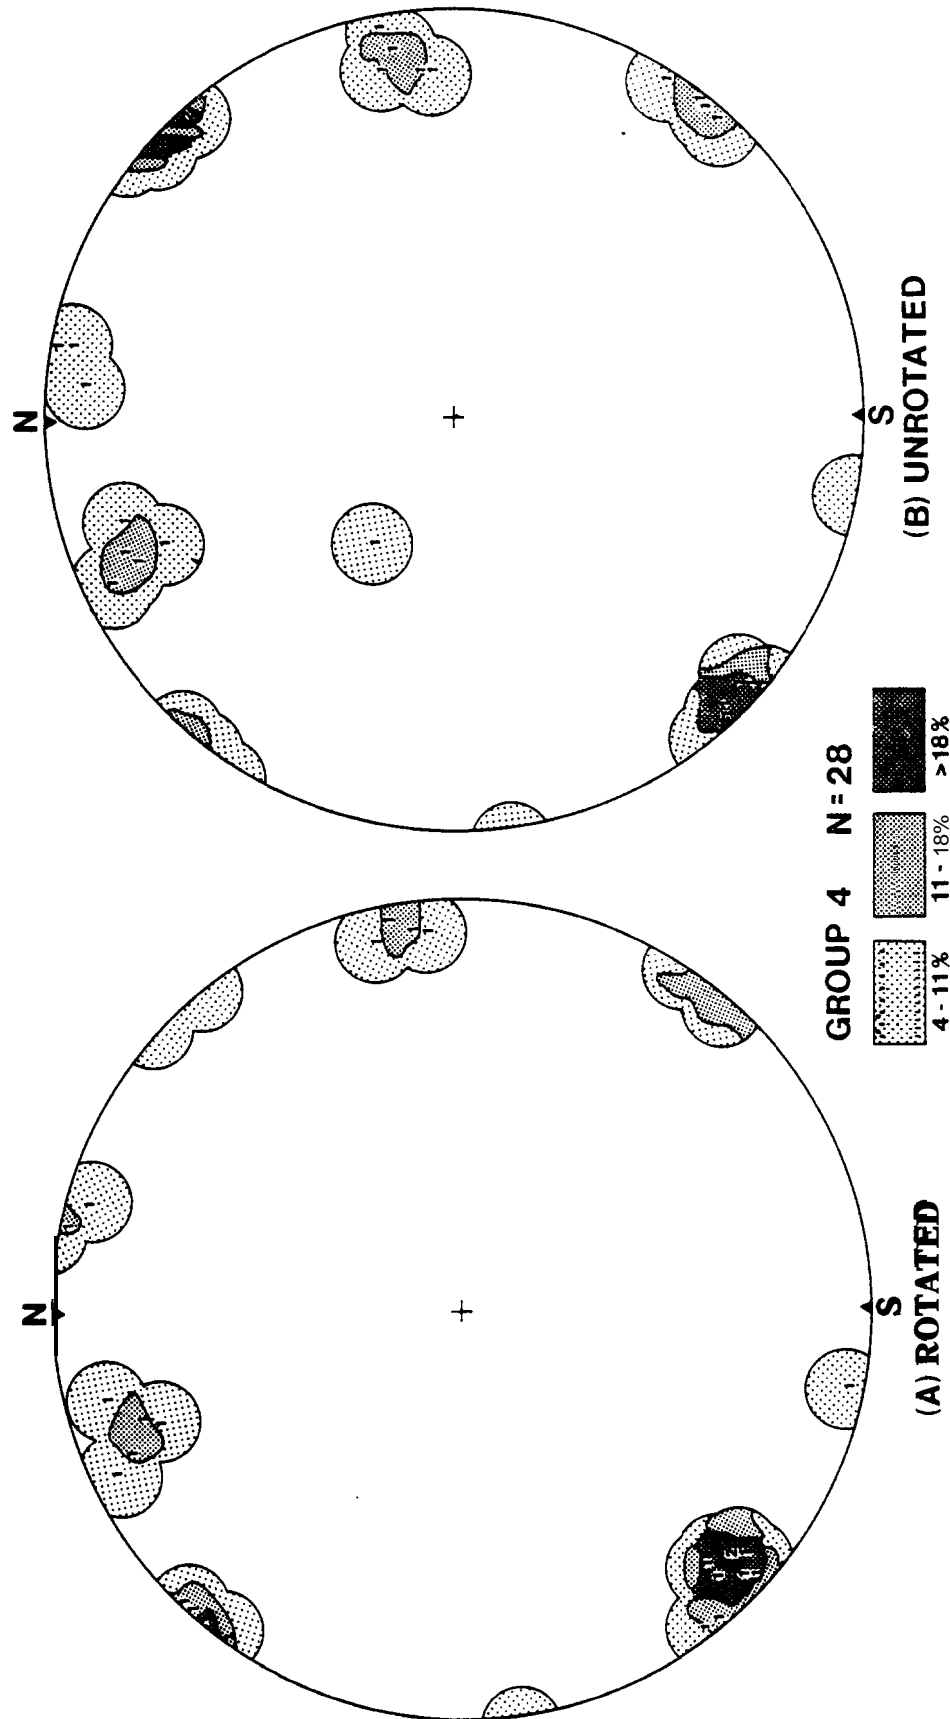 N
S
(A) ROTATED
N
S
(B) UNROTATED
GROUP 4 N = 28
4 - 11%
11 - 18%
>18%